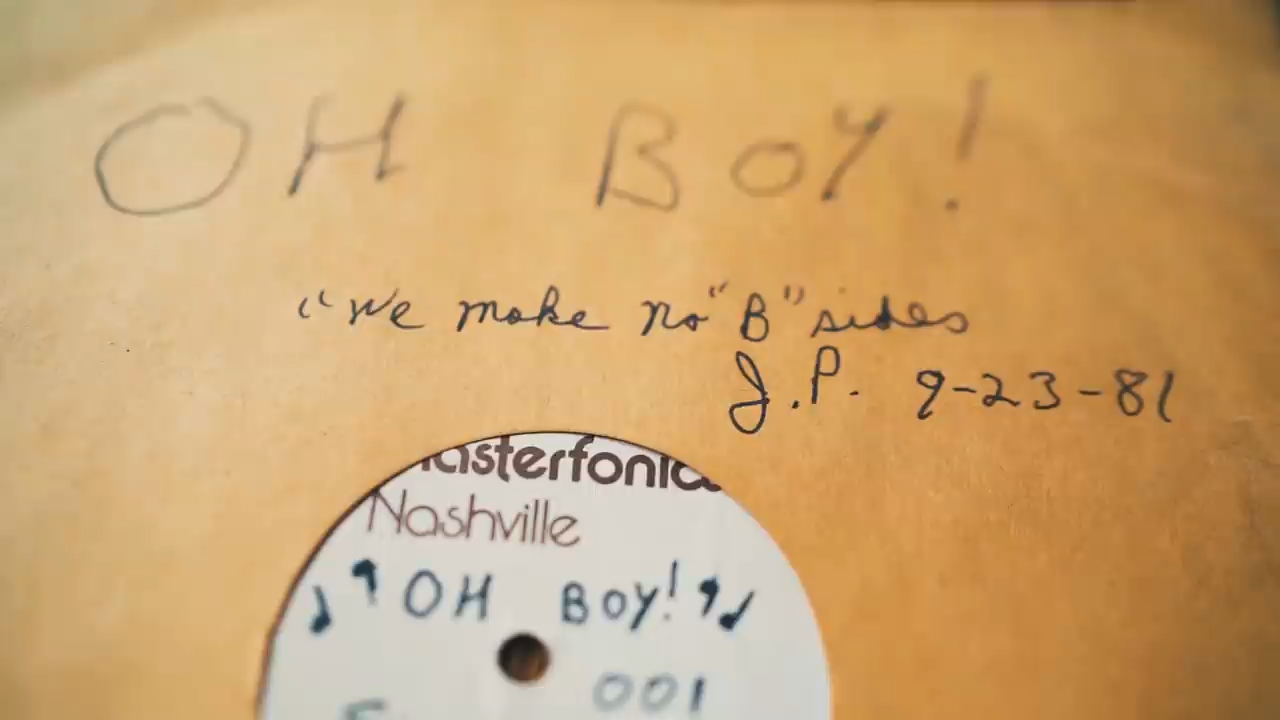 OH BOY!
"We make no "B" sides
J.P. 9-23-81
asterfonic
Nashville
♩ OH BOY! ♩
001